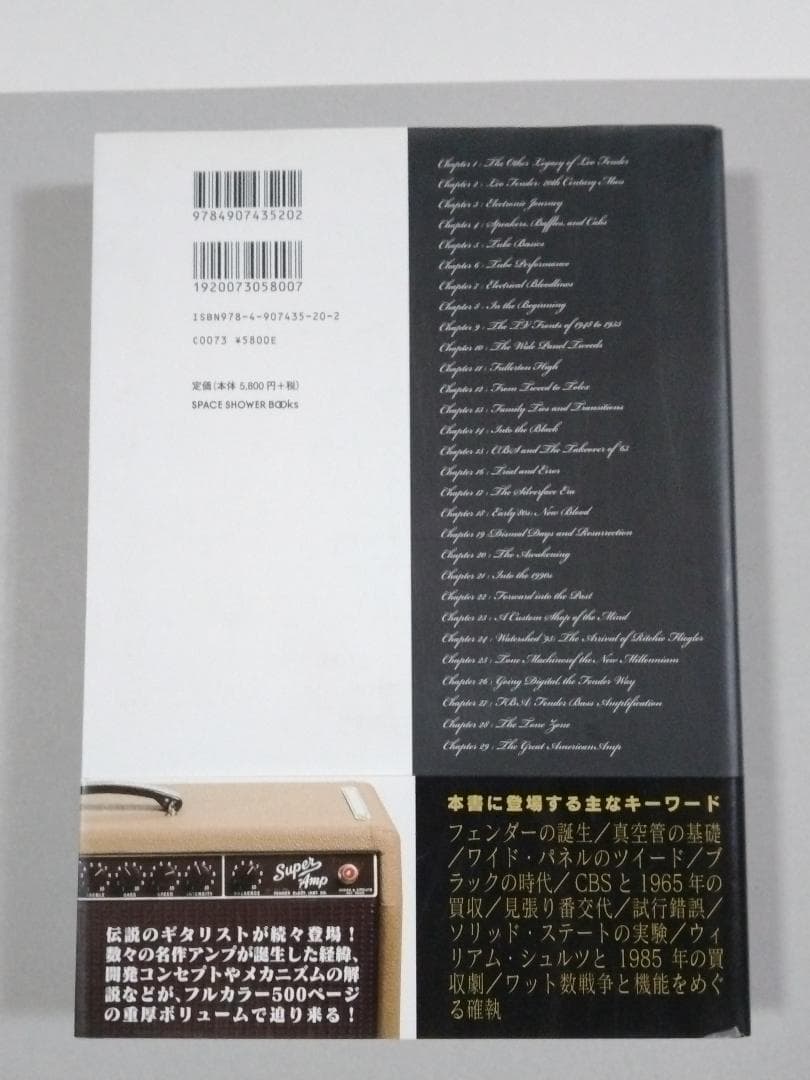 9784907435202
1920073058007
ISBN978-4-907435-20-2
C0073 ¥5800E
定価(本体 5,800円+税)
SPACE SHOWER BOOks
Chapter 1 : The Other Legacy of Leo Fender
Chapter 2 : Leo Fender: 20th Century Man
Chapter 3 : Electronic Journey
Chapter 4 : Speakers, Baffles, and Cabs
Chapter 5 : Tube Basics
Chapter 6 : Tube Performance
Chapter 7 : Electrical Bloodlines
Chapter 8 : In the Beginning
Chapter 9 : The TV Fronts of 1948 to 1955
Chapter 10 : The Wide Panel Tweeds
Chapter 11 : Fullerton High
Chapter 12 : From Tweed to Tolex
Chapter 13 : Family Ties and Transitions
Chapter 14 : Into the Black
Chapter 15 : CBS and The Takeover of '65
Chapter 16 : Trial and Error
Chapter 17 : The Silverface Era
Chapter 18 : Early 80s: New Blood
Chapter 19 Dismal Days and Resurrection
Chapter 20 : The Awakening
Chapter 21 : Into the 1990s
Chapter 22 : Forward into the Past
Chapter 23 : A Custom Shop of the Mind
Chapter 24 : Watershed '95: The Arrival of Ritchie Fliegler
Chapter 25 : Tone Machinesof the New Millennium
Chapter 26 : Going Digital, the Fender Way
Chapter 27 : FBA: Fender Bass Amplification
Chapter 28 : The Tone Zone
Chapter 29 : The Great American Amp
Super
Amp
伝説のギタリストが続々登場！
数々の名作アンプが誕生した経緯、
開発コンセプトやメカニズムの解
説などが、フルカラー500ページ
の重厚ボリュームで迫り来る！
本書に登場する主なキーワード
フェンダーの誕生／真空管の基礎
／ワイド・パネルのツイード／ブ
ラックの時代／CBSと1965年の
買収／見張り番交代／試行錯誤／
ソリッド・ステートの実験／ウィ
リアム・シュルツと1985年の買
収劇／ワット数戦争と機能をめぐ
る確執